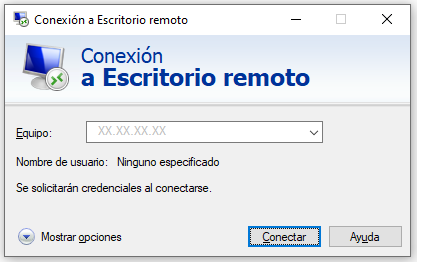 Conexión a Escritorio remoto
Conexión
a Escritorio remoto
Equipo:
XX.XX.XX.XX
Nombre de usuario: Ninguno especificado
Se solicitarán credenciales al conectarse.
Mostrar opciones
Conectar
Ayuda